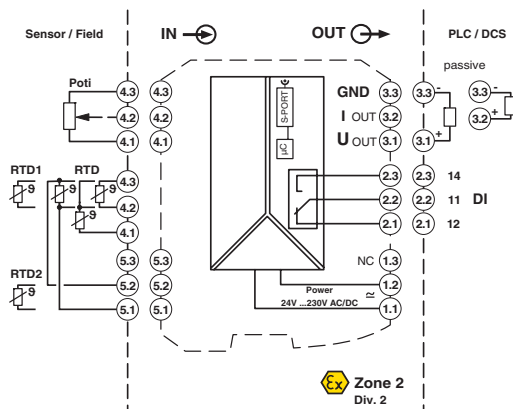 Sensor / Field IN OUT PLC / DCS
passive
Poti
4.3 4.3 GND 3.3 3.3 - 3.3 -
4.2 4.2 I OUT 3.2 3.2 +
4.1 4.1 U OUT 3.1 3.1 +
S-PORT
µC
RTD1 RTD
ϑ ϑ ϑ ϑ
4.3 2.3 2.3 14
4.2 2.2 2.2 11 DI
4.1 2.1 2.1 12
5.3 5.3 NC 1.3
RTD2
ϑ
5.2 5.2 Power 1.2
5.1 5.1 24V ...230V AC/DC 1.1
Ex Zone 2
Div. 2